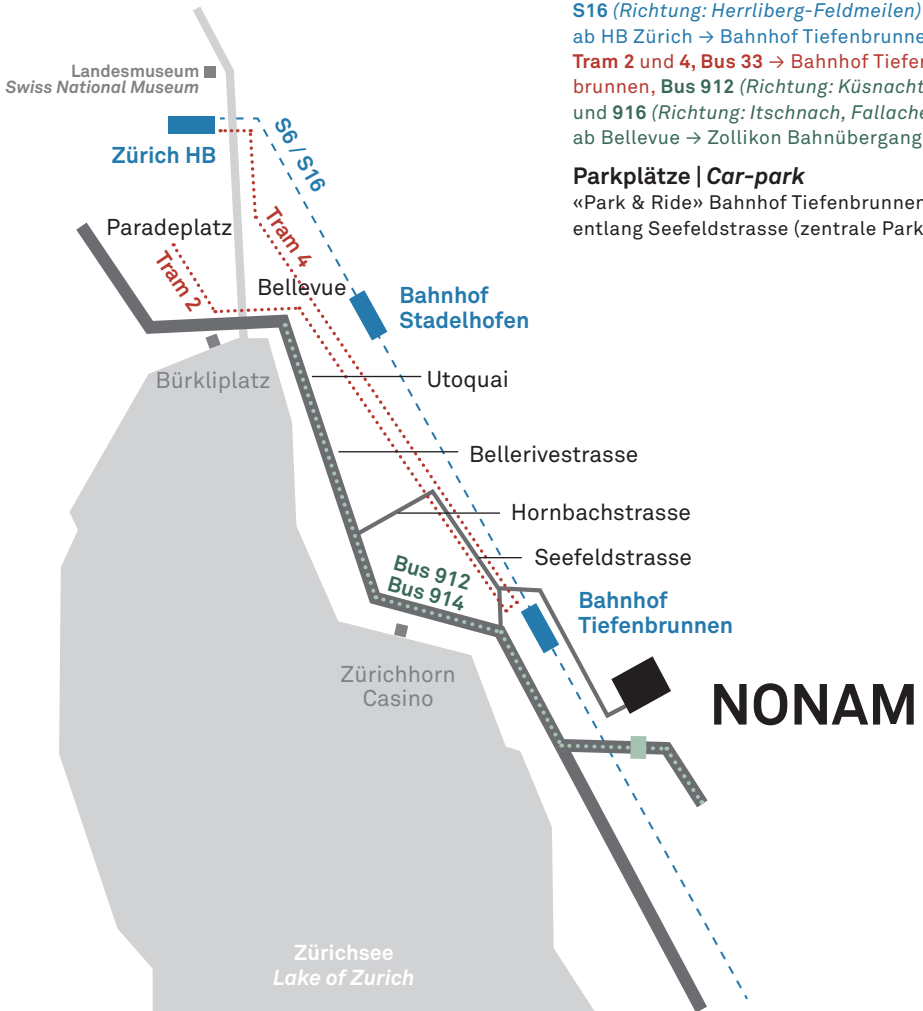 S16 (Richtung: Herrliberg-Feldmeilen)
ab HB Zürich → Bahnhof Tiefenbrunne
Tram 2 und 4, Bus 33 → Bahnhof Tiefen
brunnen, Bus 912 (Richtung: Küsnacht
und 916 (Richtung: Itschnach, Fallache
ab Bellevue → Zollikon Bahnübergang
Parkplätze | Car-park
«Park & Ride» Bahnhof Tiefenbrunnen
entlang Seefeldstrasse (zentrale Park
Landesmuseum
Swiss National Museum
Zürich HB
S6 / S16
Paradeplatz
Tram 4
Tram 2
Bellevue
Bahnhof
Stadelhofen
Bürkliplatz
Utoquai
Bellerivestrasse
Hornbachstrasse
Seefeldstrasse
Bus 912
Bus 914
Bahnhof
Tiefenbrunnen
Zürichhorn
Casino
NONAM
Zürichsee
Lake of Zurich